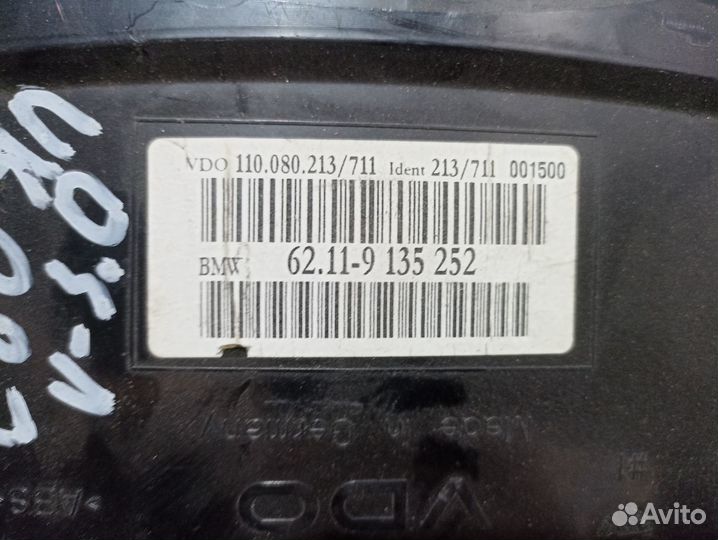 VDO 110.080.213/711 Ident 213/711 001500
BMW 62.11-9 135 252
Made in Germany
VDO
>ABS
Avito